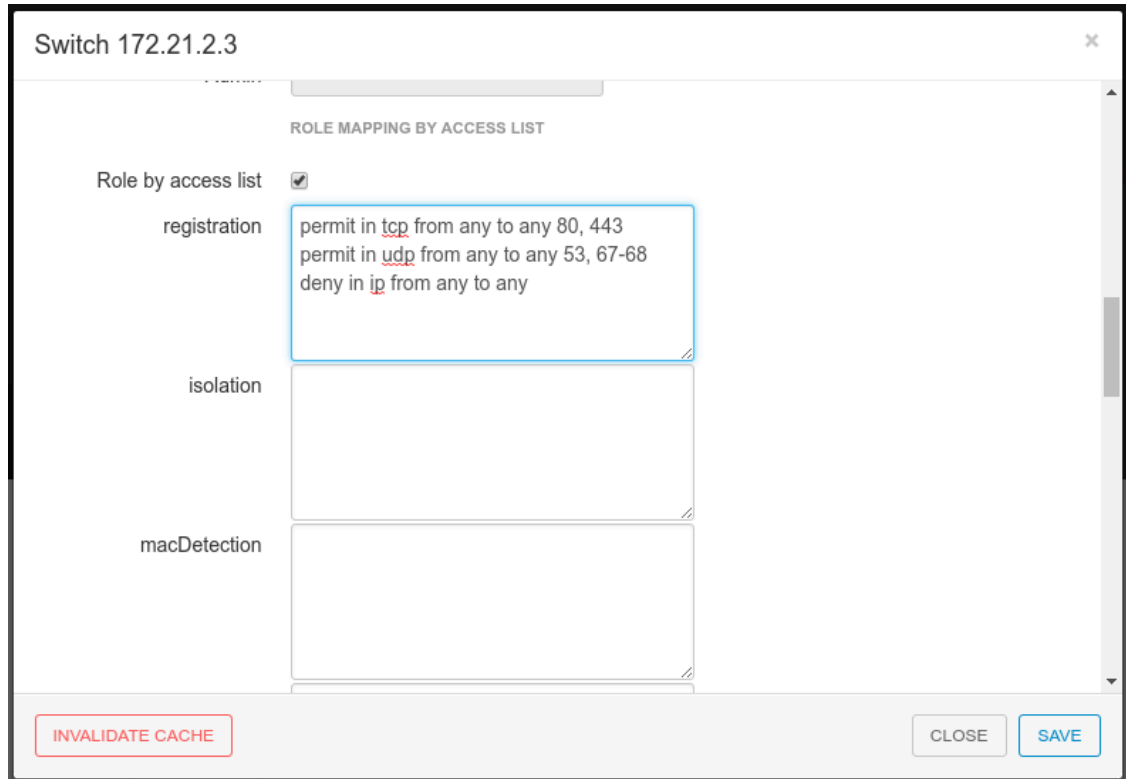 Switch 172.21.2.3
×
ROLE MAPPING BY ACCESS LIST
Role by access list
registration
permit in tcp from any to any 80, 443
permit in udp from any to any 53, 67-68
deny in ip from any to any
isolation
macDetection
INVALIDATE CACHE
CLOSE
SAVE